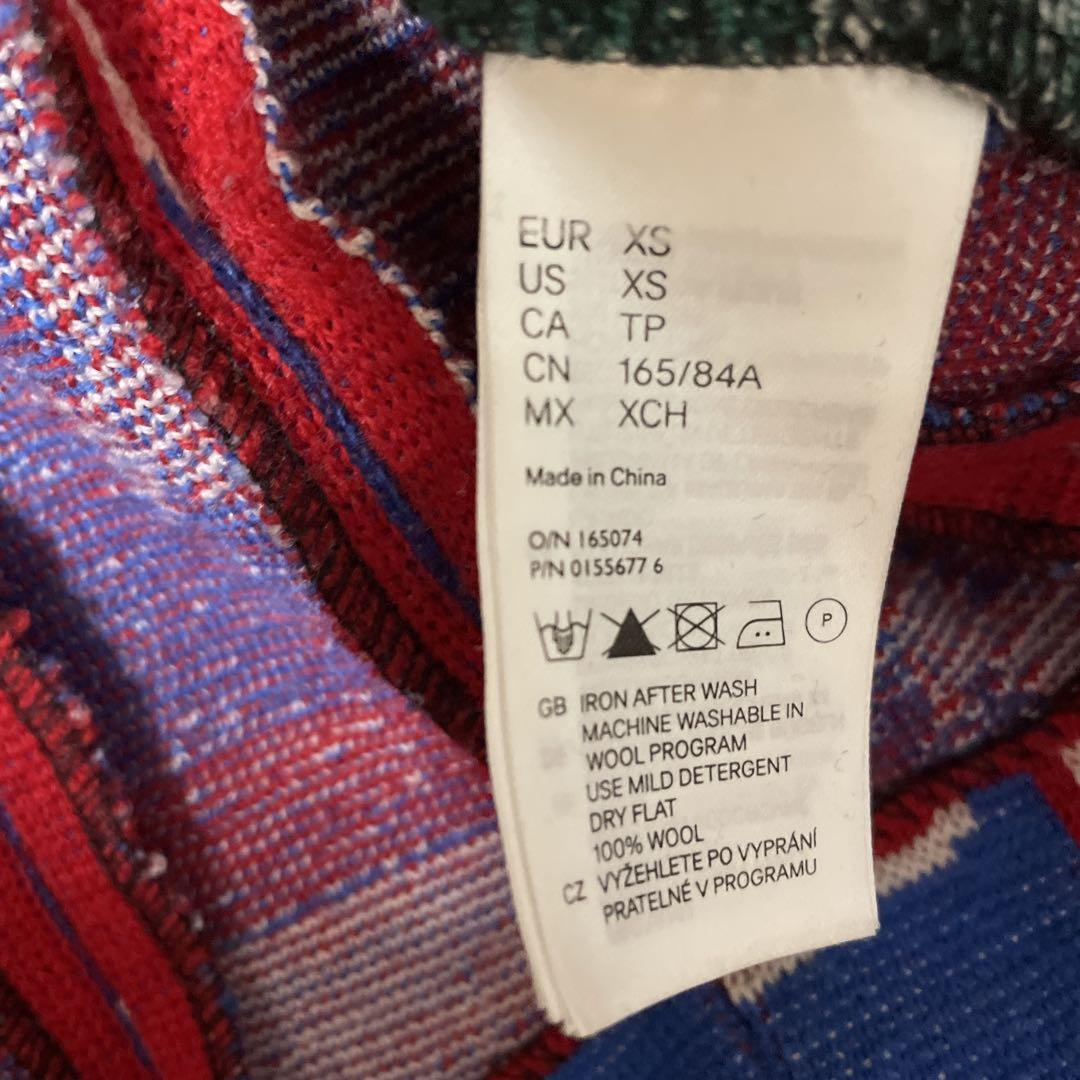 EUR XS
US XS
CA TP
CN 165/84A
MX XCH
Made in China
O/N 165074
P/N 0155677 6
P
GB IRON AFTER WASH
MACHINE WASHABLE IN
WOOL PROGRAM
USE MILD DETERGENT
DRY FLAT
100% WOOL
CZ VYŽEHLETE PO VYPRÁNÍ
PRATELNÉ V PROGRAMU